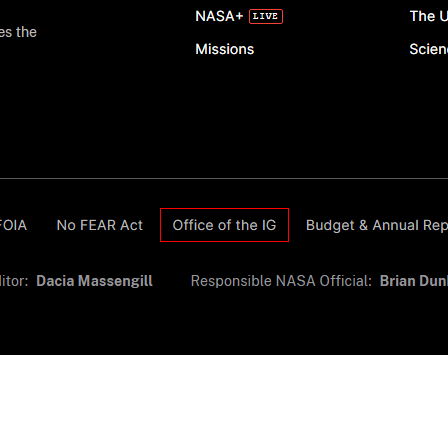 NASA+ LIVE
The U
es the
Missions
Scien
FOIA No FEAR Act Office of the IG Budget & Annual Rep
itor: Dacia Massengill Responsible NASA Official: Brian Dun